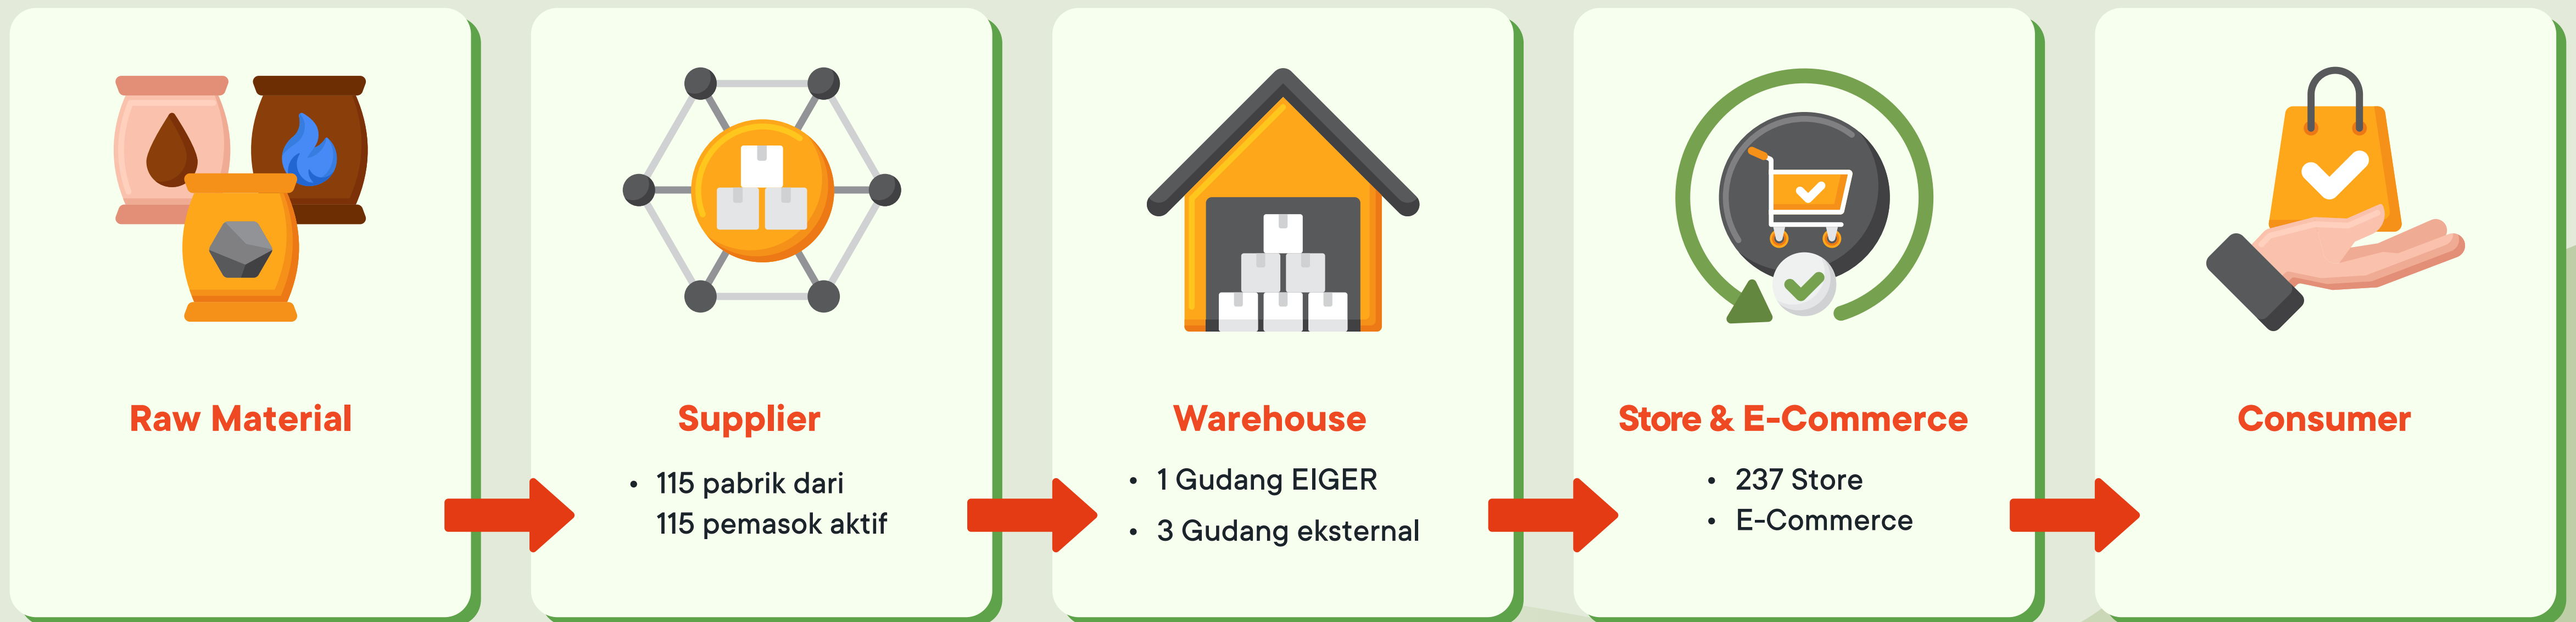 Raw Material
Supplier
• 115 pabrik dari
115 pemasok aktif
Warehouse
• 1 Gudang EIGER
• 3 Gudang eksternal
Store & E-Commerce
• 237 Store
• E-Commerce
Consumer